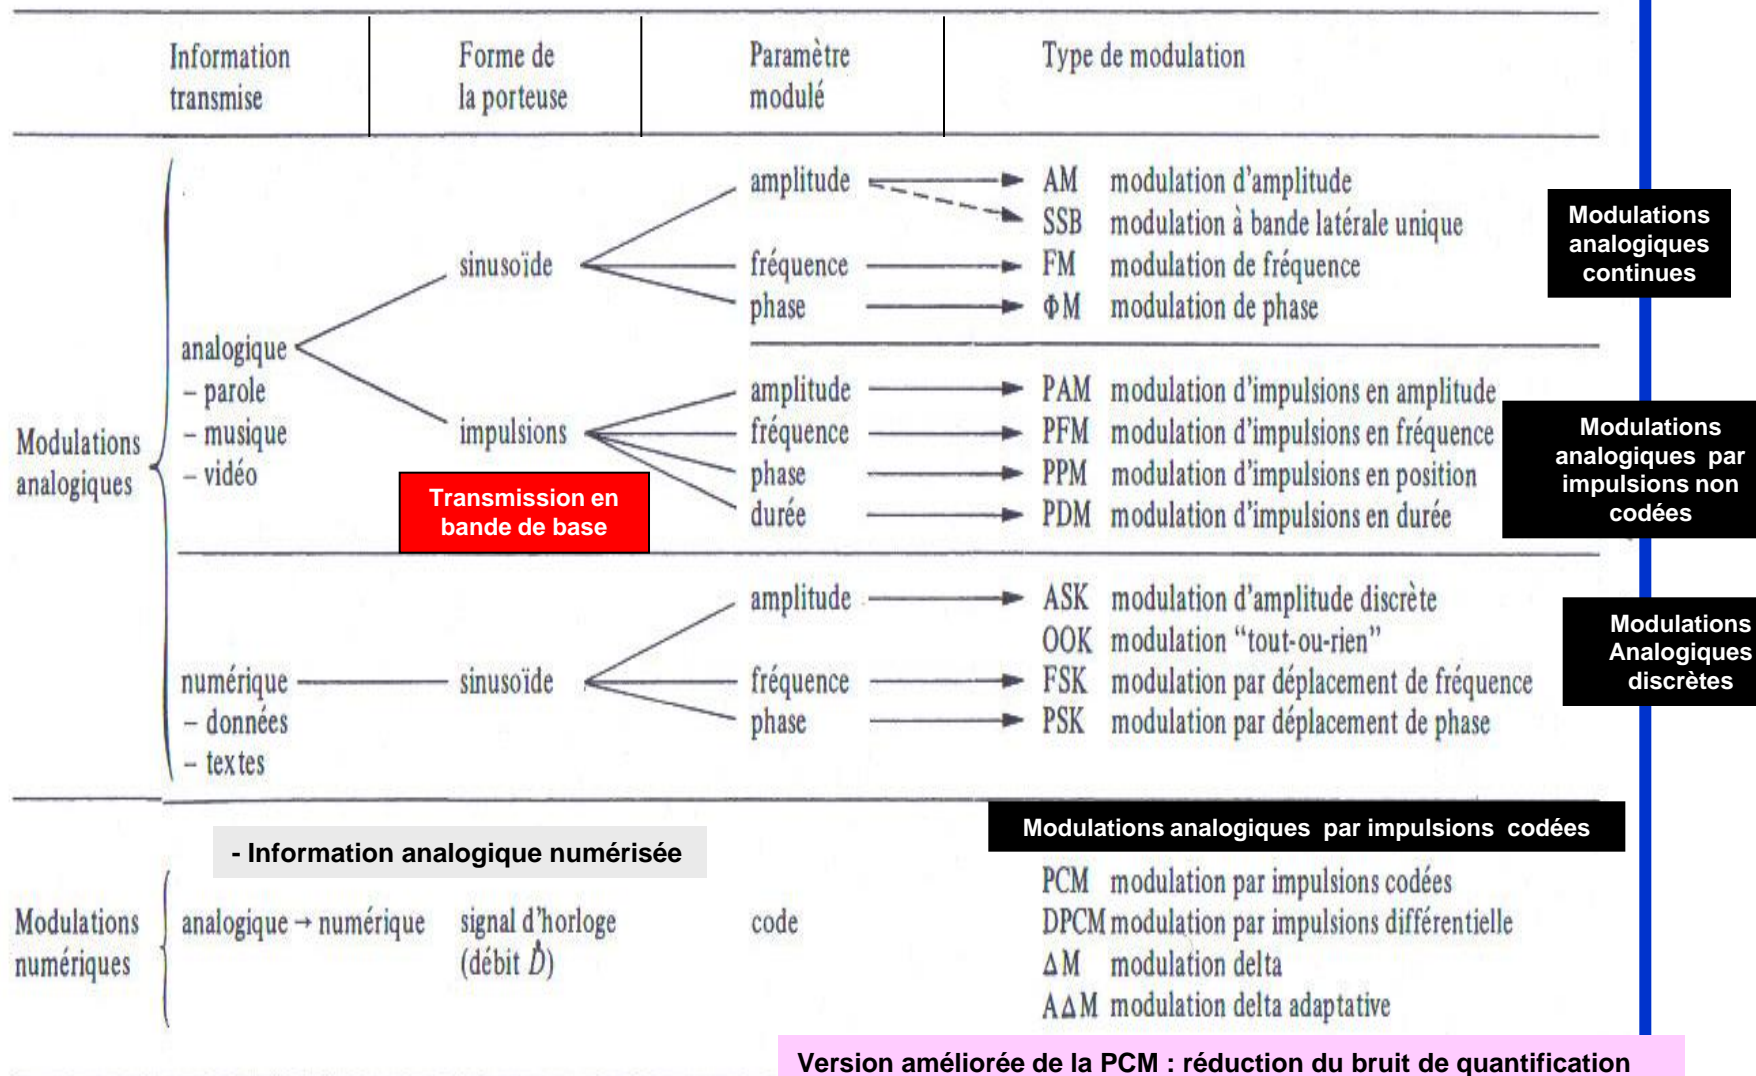 Information transmise
Forme de la porteuse
Paramètre modulé
Type de modulation
Modulations analogiques
analogique
– parole
– musique
– vidéo
sinusoïde
amplitude
AM modulation d'amplitude
SSB modulation à bande latérale unique
fréquence
FM modulation de fréquence
phase
ΦM modulation de phase
Modulations
analogiques
continues
impulsions
Transmission en
bande de base
amplitude
PAM modulation d'impulsions en amplitude
fréquence
PFM modulation d'impulsions en fréquence
phase
PPM modulation d'impulsions en position
durée
PDM modulation d'impulsions en durée
Modulations
analogiques par
impulsions non
codées
numérique
– données
– textes
sinusoïde
amplitude
ASK modulation d'amplitude discrète
OOK modulation “tout-ou-rien”
fréquence
FSK modulation par déplacement de fréquence
phase
PSK modulation par déplacement de phase
Modulations
Analogiques
discrètes
- Information analogique numérisée
Modulations analogiques par impulsions codées
Modulations
numériques
analogique → numérique
signal d'horloge
(débit Ḋ)
code
PCM modulation par impulsions codées
DPCM modulation par impulsions différentielle
ΔM modulation delta
AΔM modulation delta adaptative
Version améliorée de la PCM : réduction du bruit de quantification